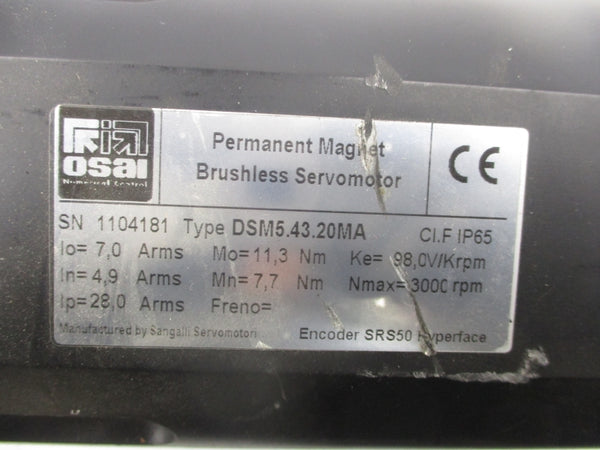 osai
Numerical Control
Permanent Magnet
Brushless Servomotor
CE
SN 1104181 Type DSM5.43.20MA CI.F IP65
Io= 7,0 Arms Mo= 11,3 Nm Ke= 98,0V/Krpm
In= 4,9 Arms Mn= 7,7 Nm Nmax= 3000 rpm
Ip= 28,0 Arms Freno=
Manufactured by Sangalli Servomotori Encoder SRS50 Hyperface